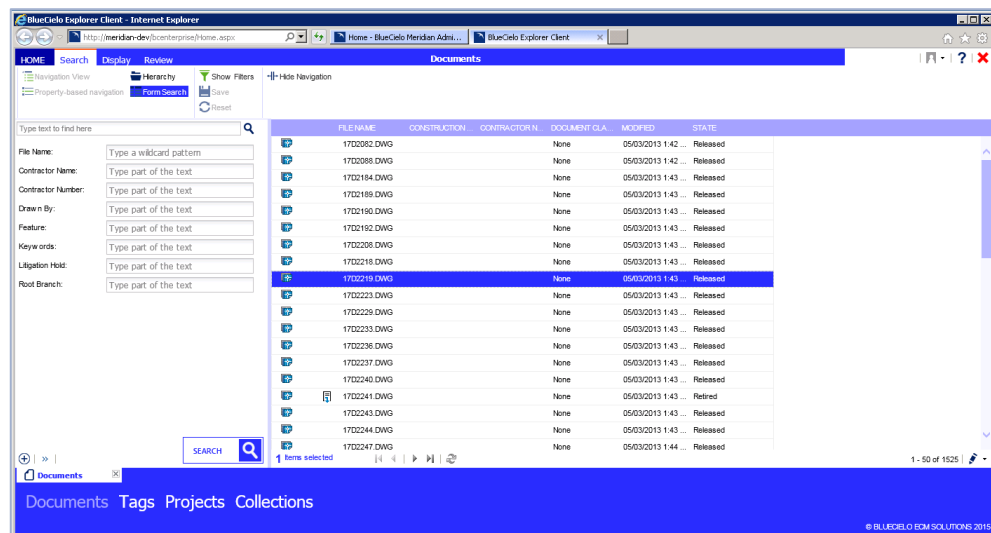 BlueCielo Explorer Client - Internet Explorer
http://meridian-dev/bcenterprise/Home.aspx
Home - BlueCielo Meridian Admi...
BlueCielo Explorer Client
HOME Search Display Review
Documents
Navigation View
Hierarchy
Show Filters
Hide Navigation
Property-based navigation
Form Search
Save
Reset
Type text to find here
FILE NAME CONSTRUCTION ... CONTRACTOR N... DOCUMENT CLA... MODIFIED STATE
File Name: Type a wildcard pattern
Contractor Name: Type part of the text
Contractor Number: Type part of the text
Drawn By: Type part of the text
Feature: Type part of the text
Keywords: Type part of the text
Litigation Hold: Type part of the text
Root Branch: Type part of the text
17D2082.DWG None 05/03/2013 1:42 ... Released
17D2088.DWG None 05/03/2013 1:42 ... Released
17D2184.DWG None 05/03/2013 1:43 ... Released
17D2189.DWG None 05/03/2013 1:43 ... Released
17D2190.DWG None 05/03/2013 1:43 ... Released
17D2192.DWG None 05/03/2013 1:43 ... Released
17D2208.DWG None 05/03/2013 1:43 ... Released
17D2218.DWG None 05/03/2013 1:43 ... Released
17D2219.DWG None 05/03/2013 1:43 ... Released
17D2223.DWG None 05/03/2013 1:43 ... Released
17D2229.DWG None 05/03/2013 1:43 ... Released
17D2233.DWG None 05/03/2013 1:43 ... Released
17D2236.DWG None 05/03/2013 1:43 ... Released
17D2237.DWG None 05/03/2013 1:43 ... Released
17D2240.DWG None 05/03/2013 1:43 ... Released
17D2241.DWG None 05/03/2013 1:43 ... Retired
17D2243.DWG None 05/03/2013 1:43 ... Released
17D2244.DWG None 05/03/2013 1:43 ... Released
17D2247.DWG None 05/03/2013 1:44 ... Released
SEARCH
1 items selected
1 - 50 of 1525
Documents
Documents Tags Projects Collections
© BLUECIELO ECM SOLUTIONS 2015